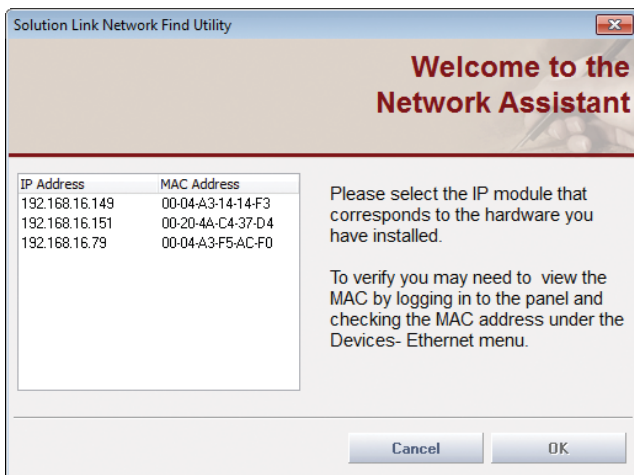 Solution Link Network Find Utility
Welcome to the
Network Assistant
IP Address MAC Address
192.168.16.149 00-04-A3-14-14-F3
192.168.16.151 00-20-4A-C4-37-D4
192.168.16.79 00-04-A3-F5-AC-F0
Please select the IP module that
corresponds to the hardware you
have installed.
To verify you may need to view the
MAC by logging in to the panel and
checking the MAC address under the
Devices- Ethernet menu.
Cancel OK